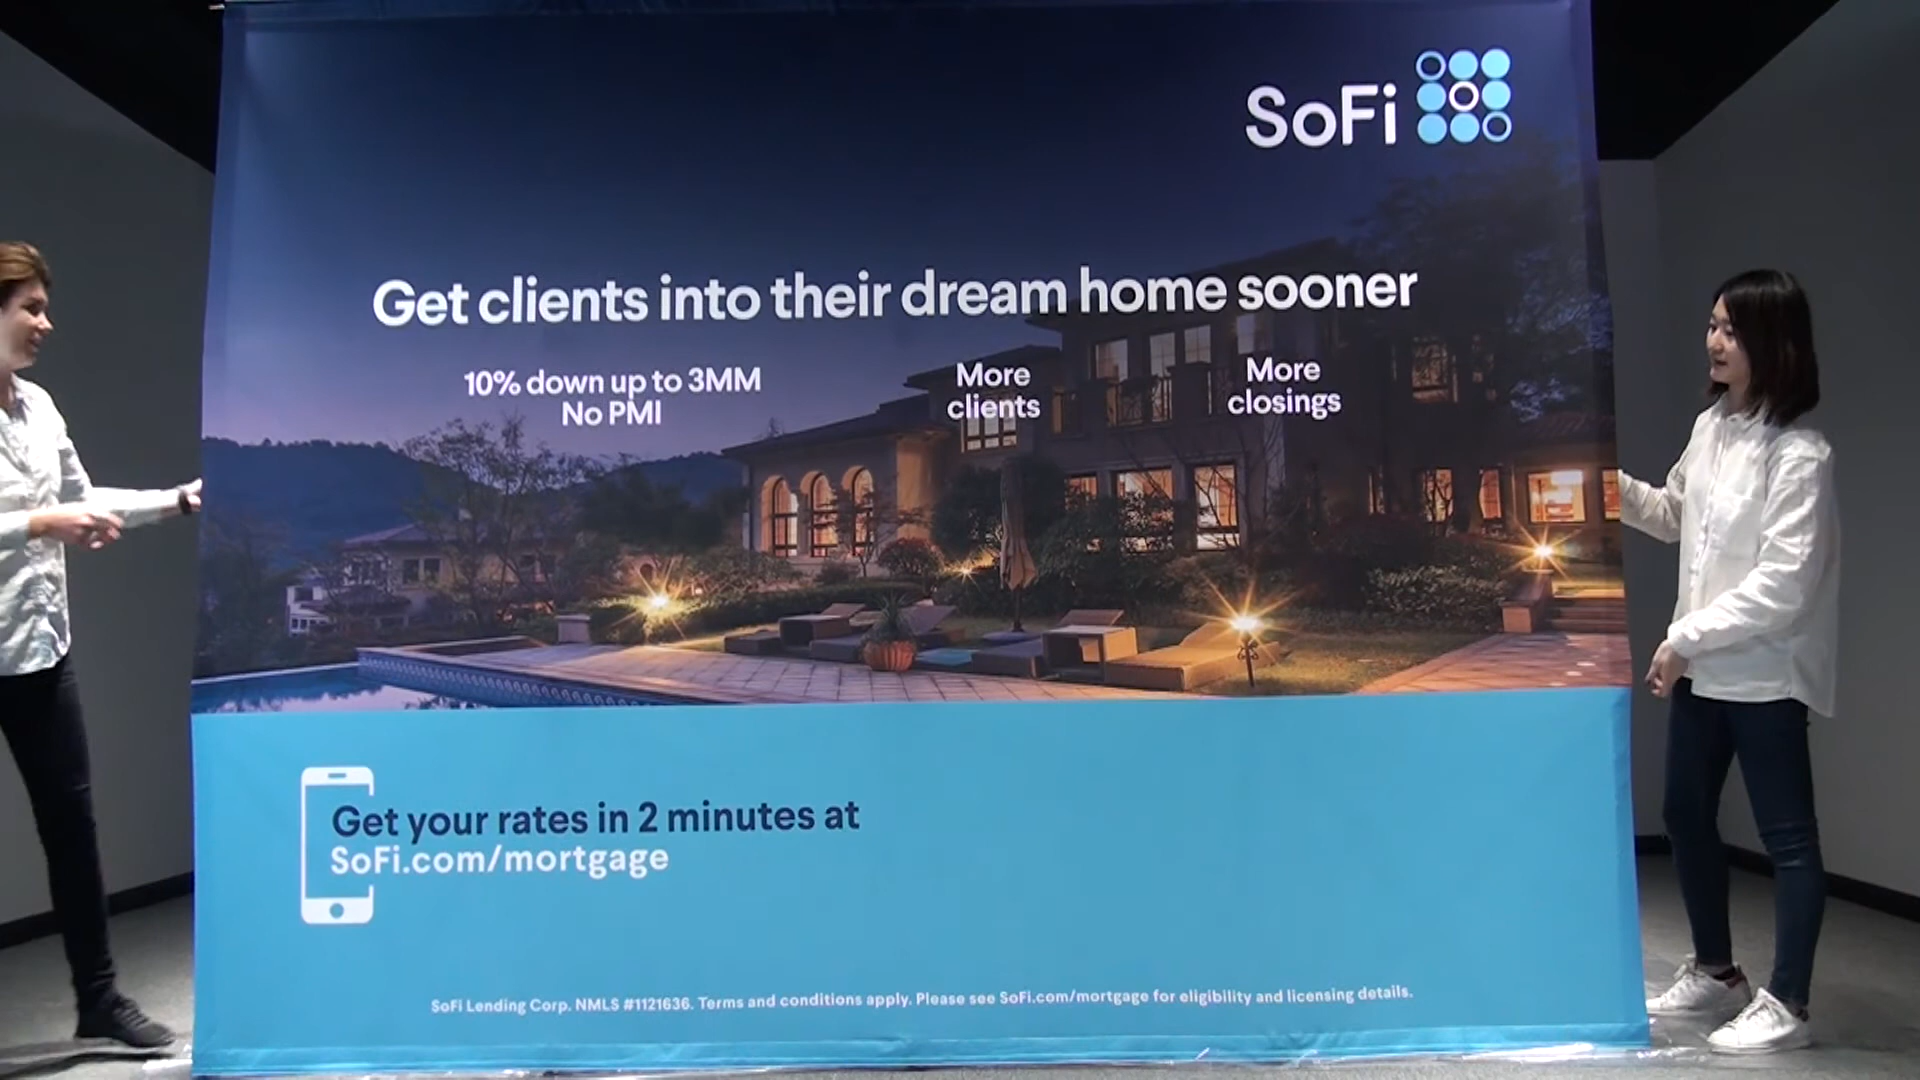 SoFi
Get clients into their dream home sooner
10% down up to 3MM
No PMI
More
clients
More
closings
Get your rates in 2 minutes at
SoFi.com/mortgage
SoFi Lending Corp. NMLS #1121636. Terms and conditions apply. Please see SoFi.com/mortgage for eligibility and licensing details.